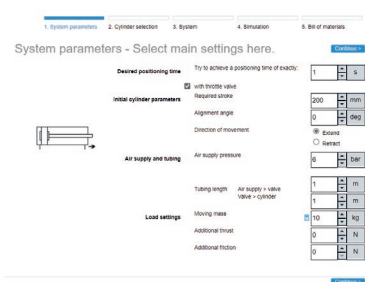 1. System parameters 2. Cylinder selection 3. System 4. Simulation 5. Bill of materials
System parameters - Select main settings here.
Continue >
Desired positioning time Try to achieve a positioning time of exactly: 1 s
with throttle valve
Initial cylinder parameters Required stroke 200 mm
Alignment angle 0 deg
Direction of movement Extend
Retract
Air supply and tubing Air supply pressure 6 bar
Tubing length Air supply > valve 1 m
Valve > cylinder 1 m
Load settings Moving mass 10 kg
Additional thrust 0 N
Additional friction 0 N
Continue >